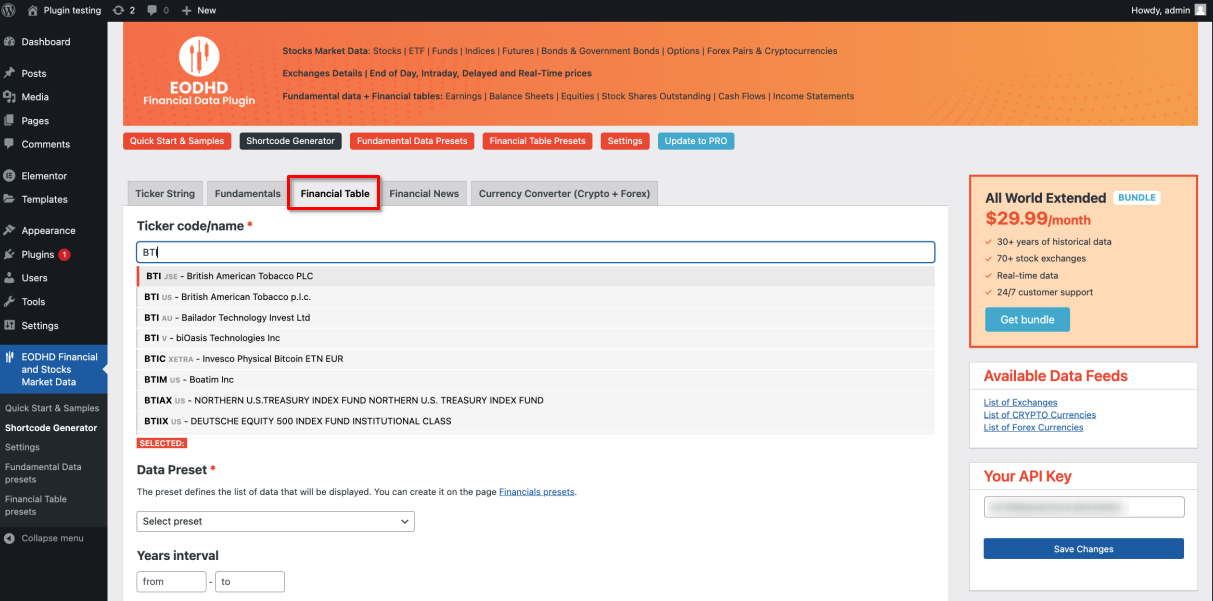 Plugin testing
2
0
New
Howdy, admin
Dashboard
Posts
Media
Pages
Comments
Elementor
Templates
Appearance
Plugins 1
Users
Tools
Settings
EODHD Financial
and Stocks
Market Data
Quick Start & Samples
Shortcode Generator
Settings
Fundamental Data
presets
Financial Table
presets
Collapse menu
EODHD
Financial Data Plugin
Stocks Market Data: Stocks | ETF | Funds | Indices | Futures | Bonds & Government Bonds | Options | Forex Pairs & Cryptocurrencies
Exchanges Details | End of Day, Intraday, Delayed and Real-Time prices
Fundamental data + Financial tables: Earnings | Balance Sheets | Equities | Stock Shares Outstanding | Cash Flows | Income Statements
Quick Start & Samples
Shortcode Generator
Fundamental Data Presets
Financial Table Presets
Settings
Update to PRO
Ticker String
Fundamentals
Financial Table
Financial News
Currency Converter (Crypto + Forex)
Ticker code/name *
BTI
BTI JSE - British American Tobacco PLC
BTI US - British American Tobacco p.l.c.
BTI AU - Bailador Technology Invest Ltd
BTI V - biOasis Technologies Inc
BTIC XETRA - Invesco Physical Bitcoin ETN EUR
BTIM US - Boatim Inc
BTIAX US - NORTHERN U.S.TREASURY INDEX FUND NORTHERN U.S. TREASURY INDEX FUND
BTIIX US - DEUTSCHE EQUITY 500 INDEX FUND INSTITUTIONAL CLASS
SELECTED:
Data Preset *
The preset defines the list of data that will be displayed. You can create it on the page Financials presets.
Select preset
Years interval
from - to
All World Extended BUNDLE
$29.99/month
30+ years of historical data
70+ stock exchanges
Real-time data
24/7 customer support
Get bundle
Available Data Feeds
List of Exchanges
List of CRYPTO Currencies
List of Forex Currencies
Your API Key
Save Changes